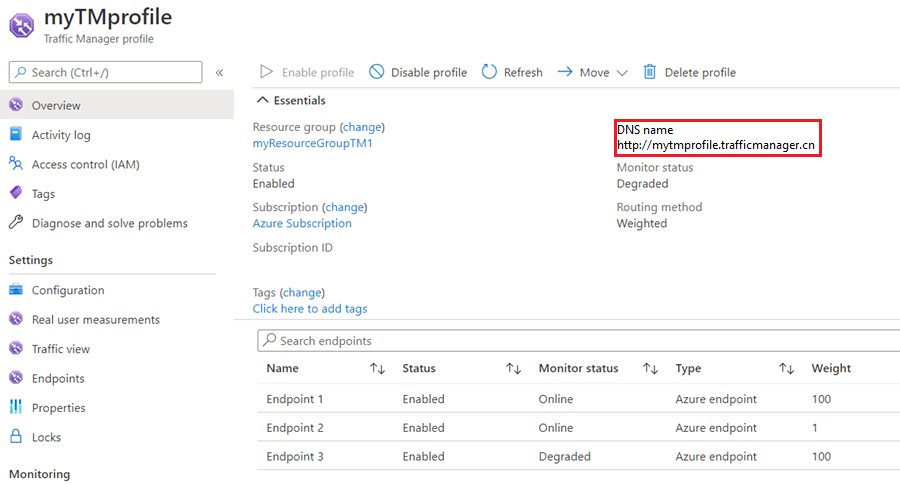 myTMprofile
Traffic Manager profile
Search (Ctrl+/)
«
Enable profile
Disable profile
Refresh
Move
Delete profile
Overview
Activity log
Access control (IAM)
Tags
Diagnose and solve problems
Settings
Configuration
Real user measurements
Traffic view
Endpoints
Properties
Locks
Monitoring
Essentials
Resource group (change)
myResourceGroupTM1
Status
Enabled
Subscription (change)
Azure Subscription
Subscription ID
DNS name
http://mytmprofile.trafficmanager.cn
Monitor status
Degraded
Routing method
Weighted
Tags (change)
Click here to add tags
Search endpoints
Name Status Monitor status Type Weight
Endpoint 1 Enabled Online Azure endpoint 100
Endpoint 2 Enabled Online Azure endpoint 1
Endpoint 3 Enabled Degraded Azure endpoint 100